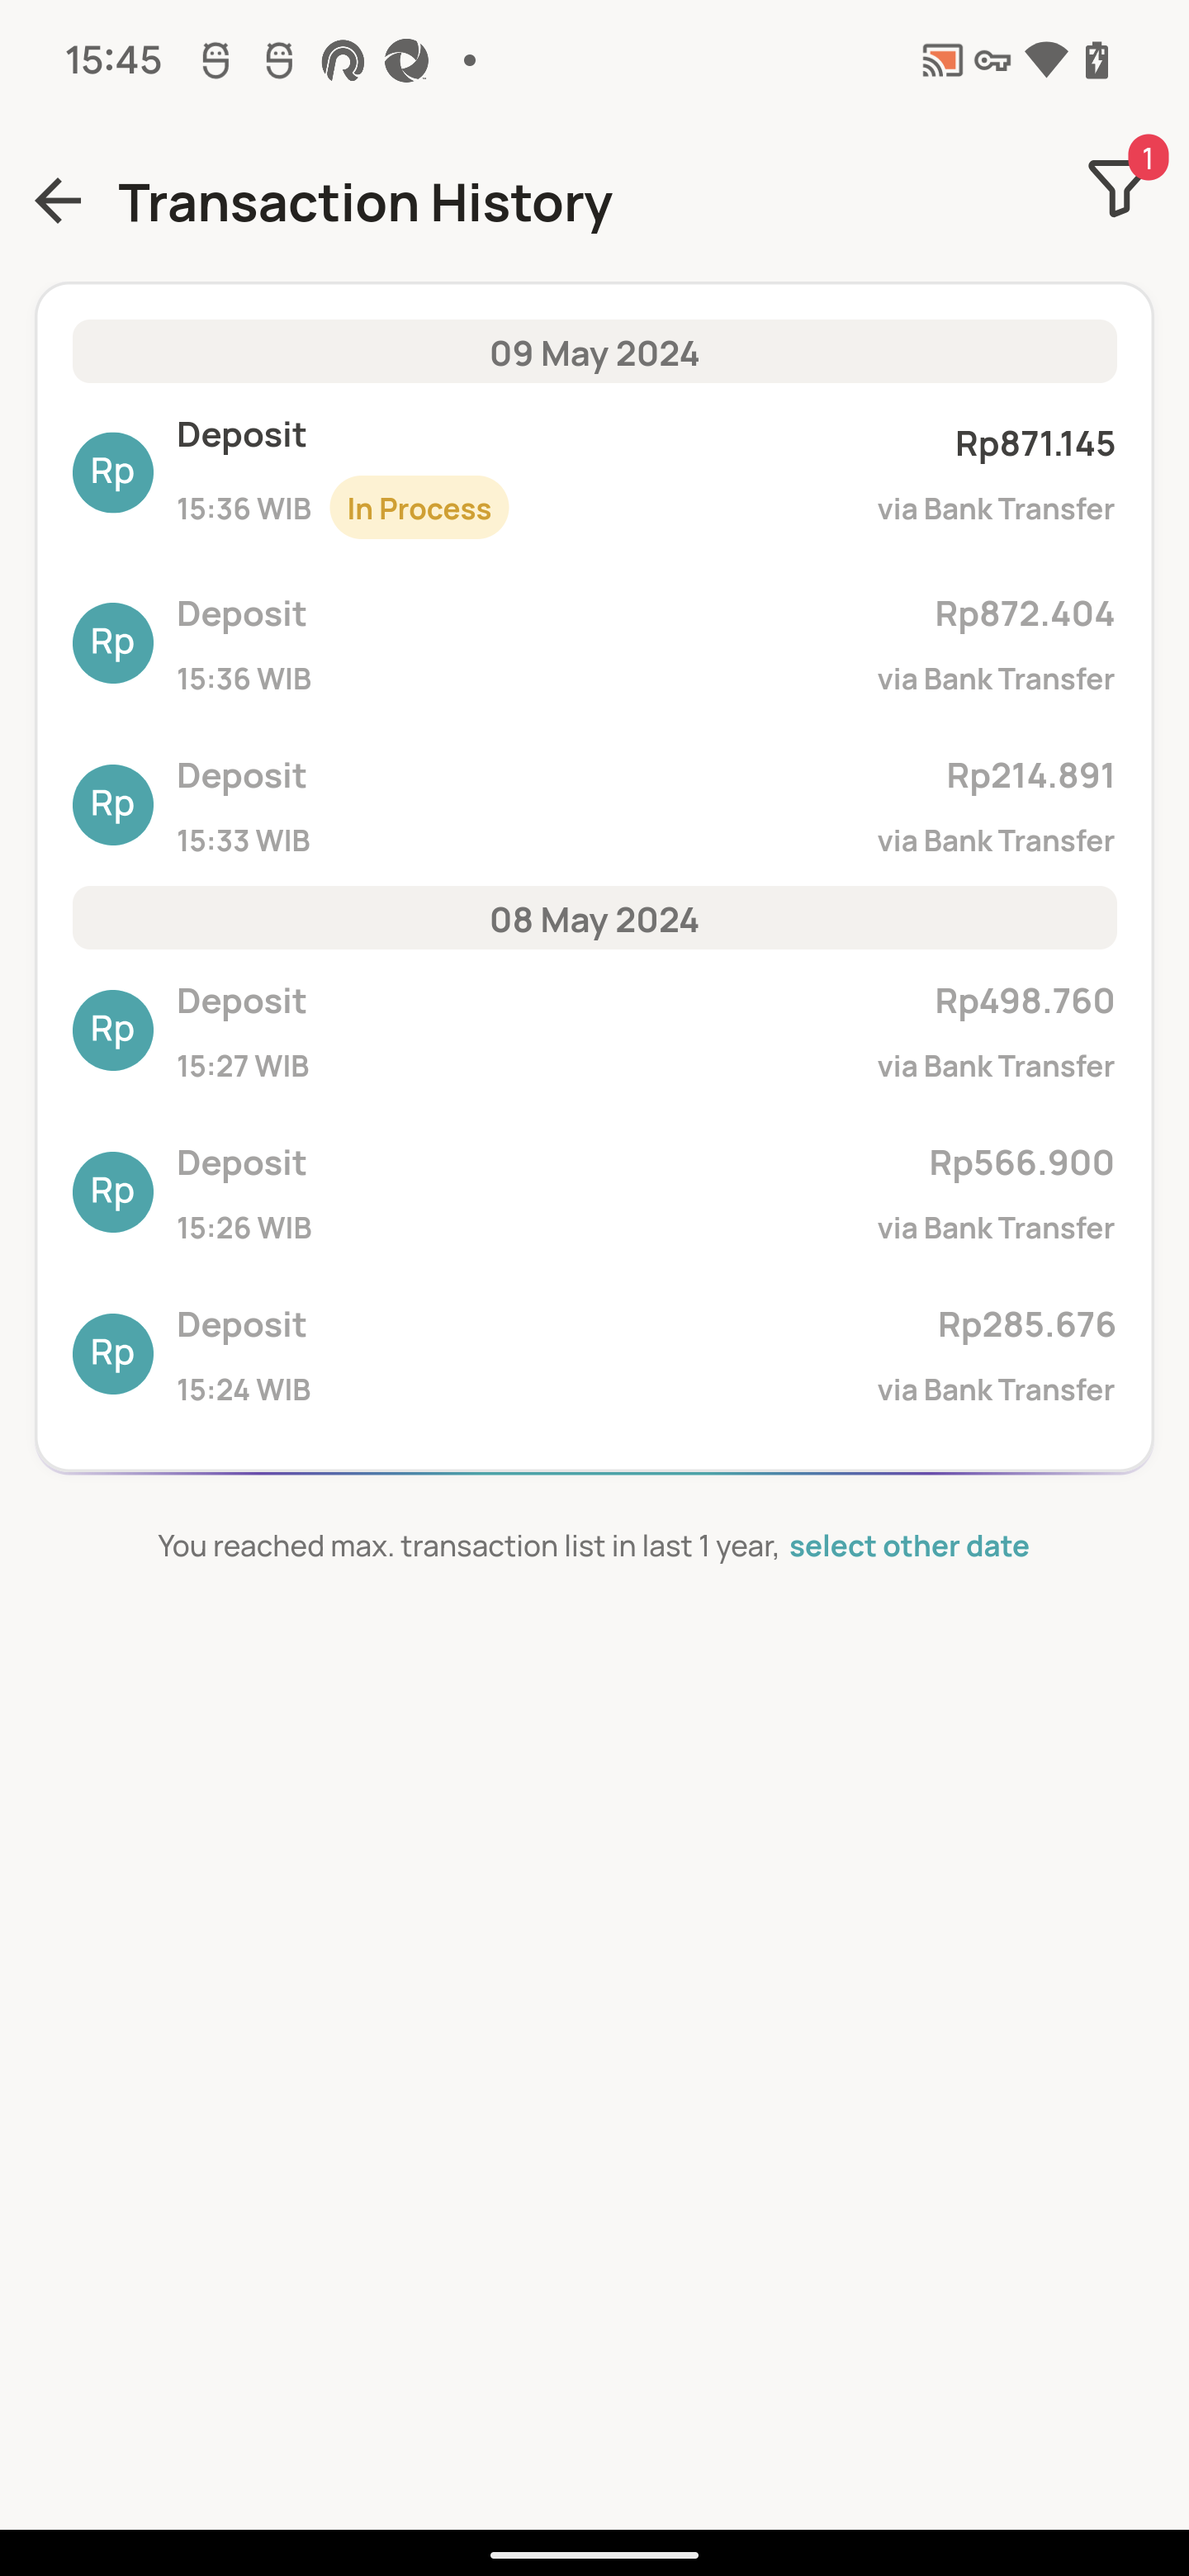 15:45
1
Transaction History
09 May 2024
Rp
Deposit
Rp871.145
15:36 WIB In Process
via Bank Transfer
Rp
Deposit
Rp872.404
15:36 WIB
via Bank Transfer
Rp
Deposit
Rp214.891
15:33 WIB
via Bank Transfer
08 May 2024
Rp
Deposit
Rp498.760
15:27 WIB
via Bank Transfer
Rp
Deposit
Rp566.900
15:26 WIB
via Bank Transfer
Rp
Deposit
Rp285.676
15:24 WIB
via Bank Transfer
You reached max. transaction list in last 1 year, select other date